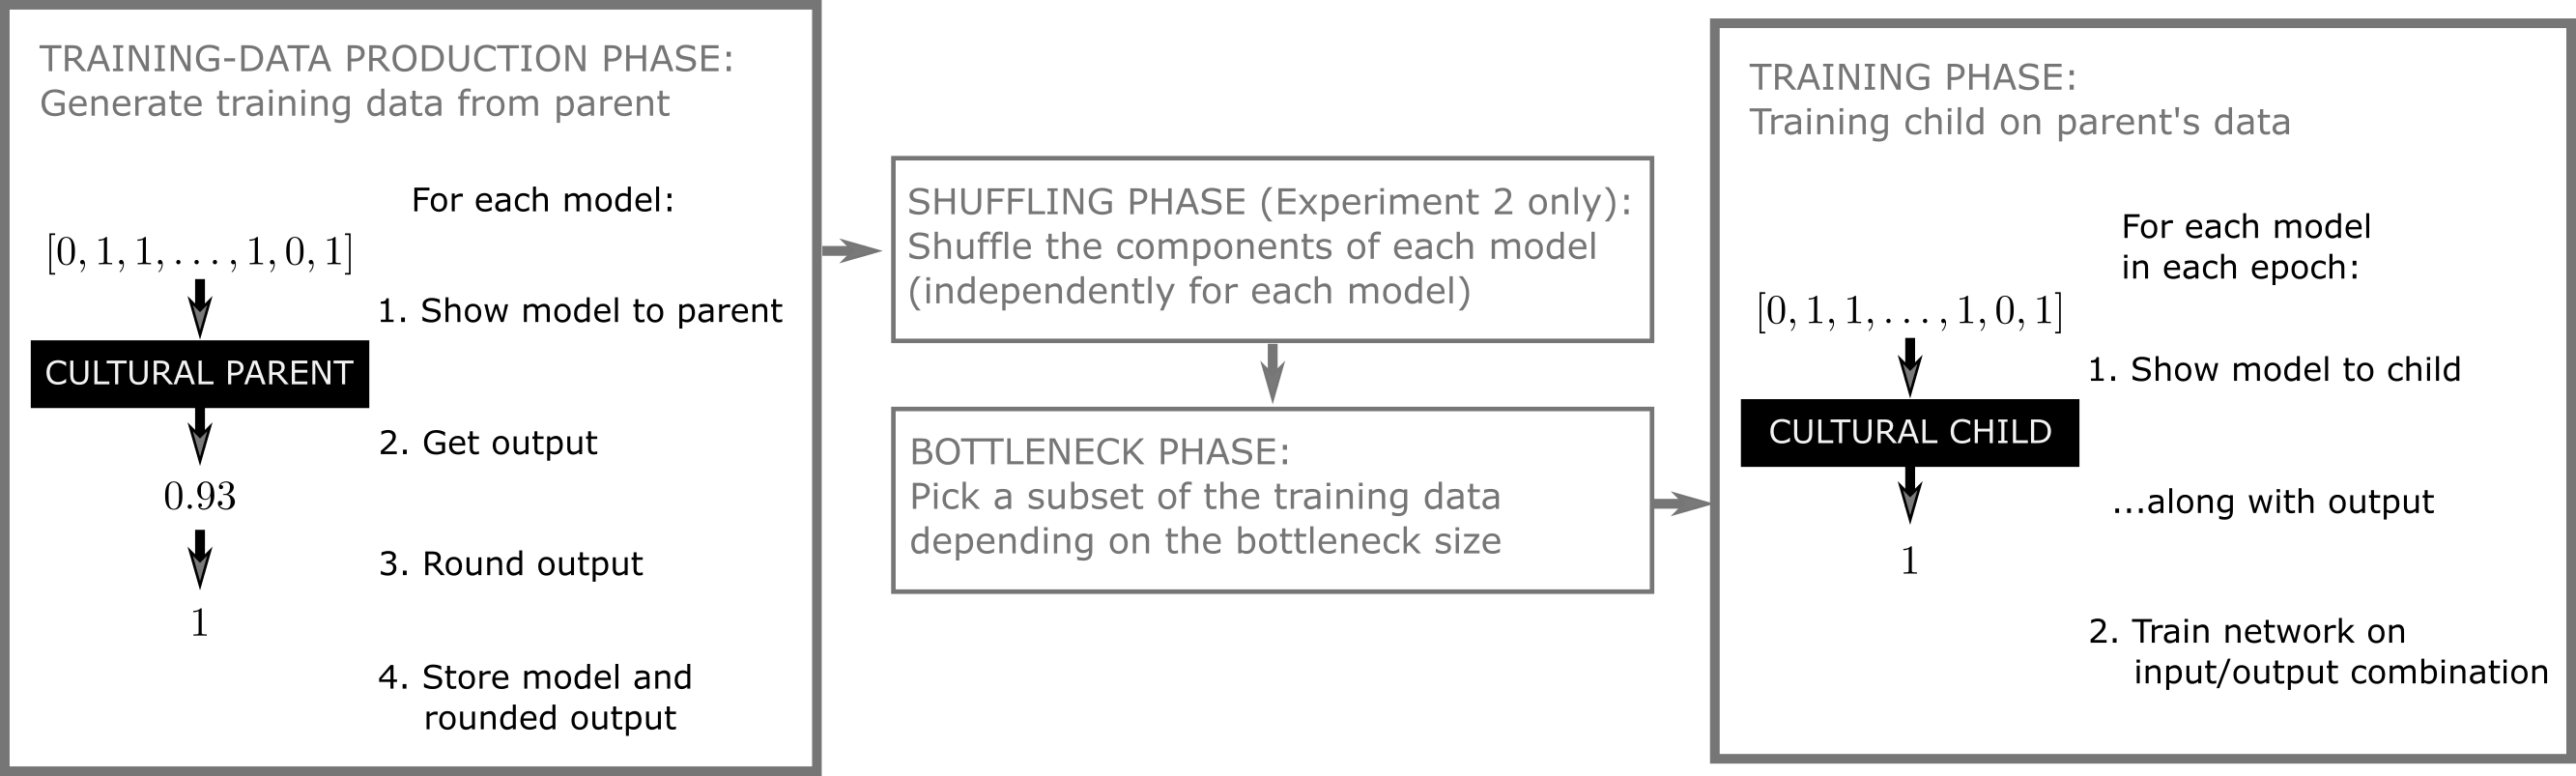 TRAINING-DATA PRODUCTION PHASE:
Generate training data from parent
For each model:
[0, 1, 1, . . . , 1, 0, 1]
1. Show model to parent
CULTURAL PARENT
2. Get output
0.93
3. Round output
1
4. Store model and
rounded output
SHUFFLING PHASE (Experiment 2 only):
Shuffle the components of each model
(independently for each model)
BOTTLENECK PHASE:
Pick a subset of the training data
depending on the bottleneck size
TRAINING PHASE:
Training child on parent's data
For each model
in each epoch:
[0, 1, 1, . . . , 1, 0, 1]
1. Show model to child
CULTURAL CHILD
...along with output
1
2. Train network on
input/output combination